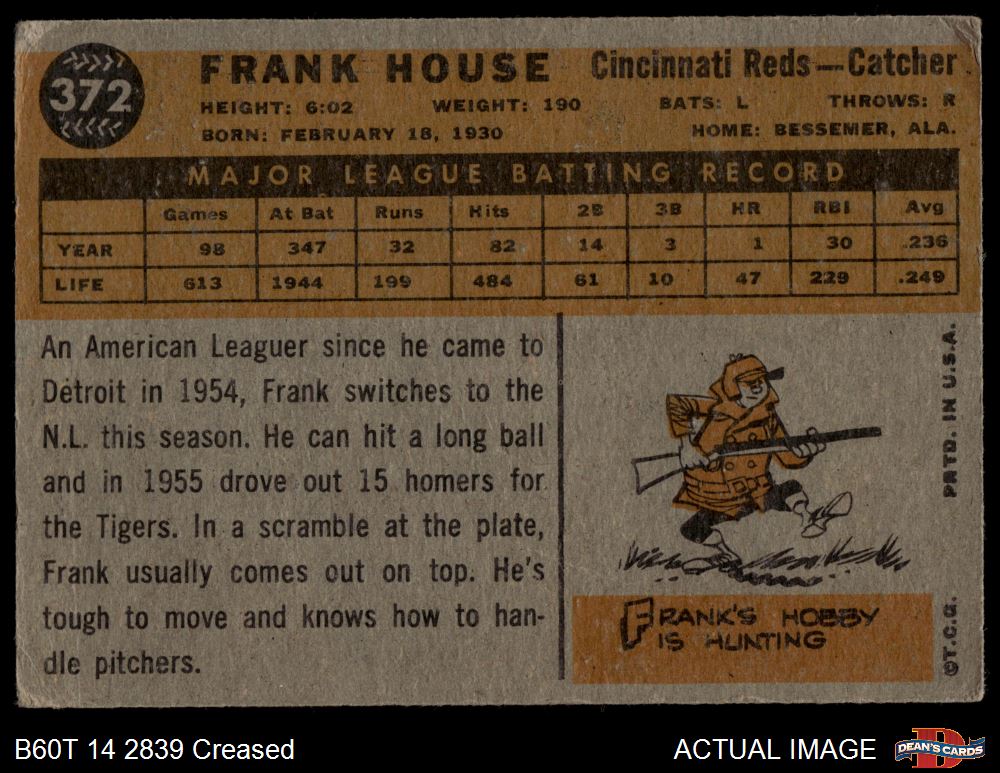 372
FRANK HOUSE Cincinnati Reds—Catcher
HEIGHT: 6:02 WEIGHT: 190 BATS: L THROWS: R
BORN: FEBRUARY 18, 1930 HOME: BESSEMER, ALA.
MAJOR LEAGUE BATTING RECORD
Games At Bat Runs Hits 2B 3B HR RBI Avg
YEAR 98 347 32 82 14 3 1 30 .236
LIFE 613 1944 199 484 61 10 47 229 .249
An American Leaguer since he came to
Detroit in 1954, Frank switches to the
N.L. this season. He can hit a long ball
and in 1955 drove out 15 homers for
the Tigers. In a scramble at the plate,
Frank usually comes out on top. He's
tough to move and knows how to han-
dle pitchers.
FRANK'S HOBBY
IS HUNTING
©T.C.G. PRTD. IN U.S.A.
B60T 14 2839 Creased ACTUAL IMAGE
D
DEAN'S CARDS